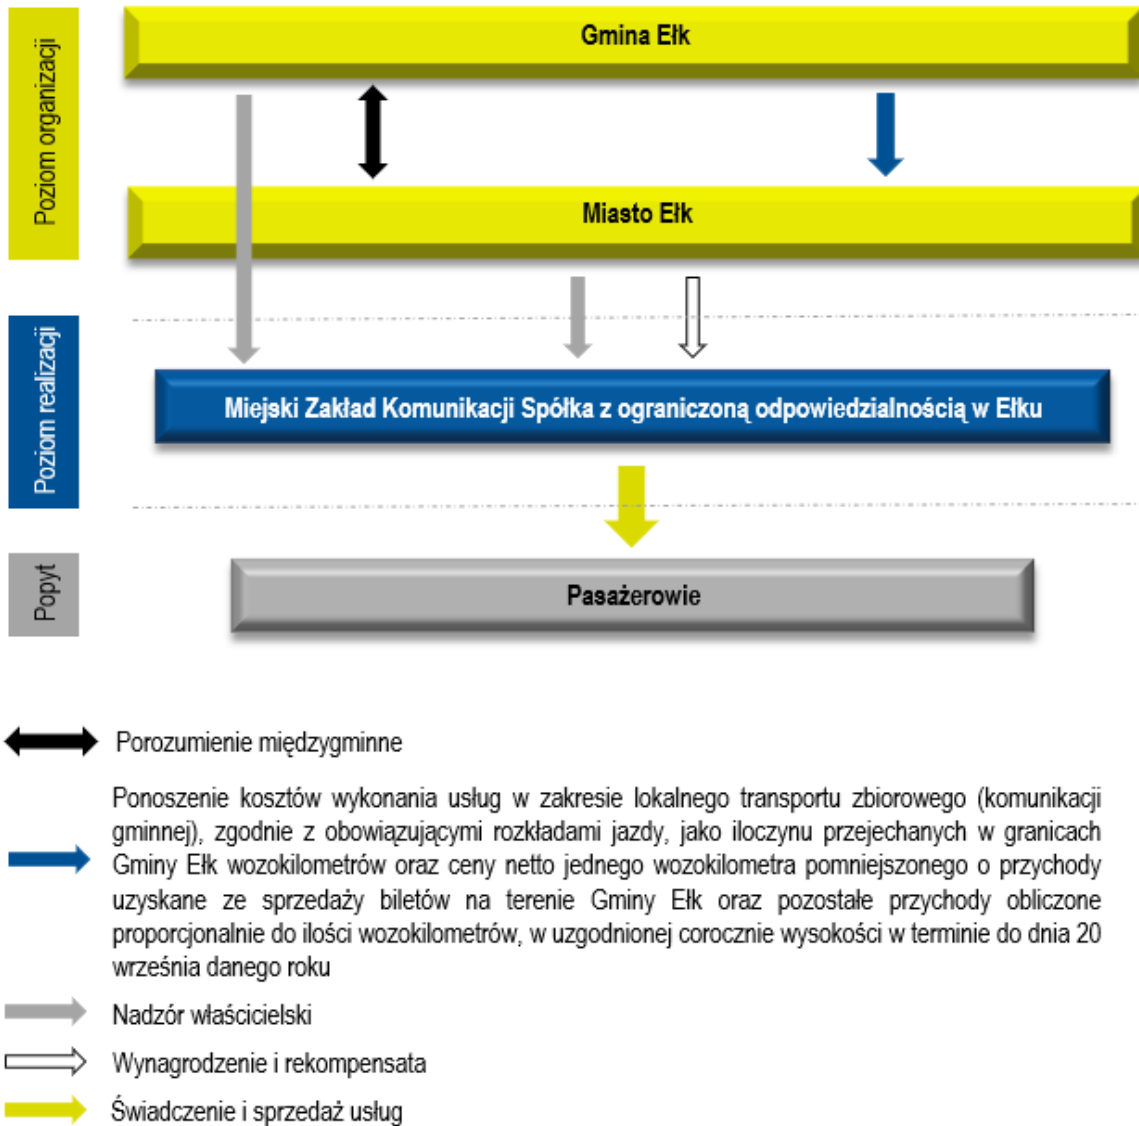 Poziom organizacji
Gmina Ełk
Miasto Ełk
Poziom realizacji
Miejski Zakład Komunikacji Spółka z ograniczoną odpowiedzialnością w Ełku
Popyt
Pasażerowie
Porozumienie międzygminne
Ponoszenie kosztów wykonania usług w zakresie lokalnego transportu zbiorowego (komunikacji
gminnej), zgodnie z obowiązującymi rozkładami jazdy, jako iloczynu przejechanych w granicach
Gminy Ełk wozokilometrów oraz ceny netto jednego wozokilometra pomniejszonego o przychody
uzyskane ze sprzedaży biletów na terenie Gminy Ełk oraz pozostałe przychody obliczone
proporcjonalnie do ilości wozokilometrów, w uzgodnionej corocznie wysokości w terminie do dnia 20
września danego roku
Nadzór właścicielski
Wynagrodzenie i rekompensata
Świadczenie i sprzedaż usług